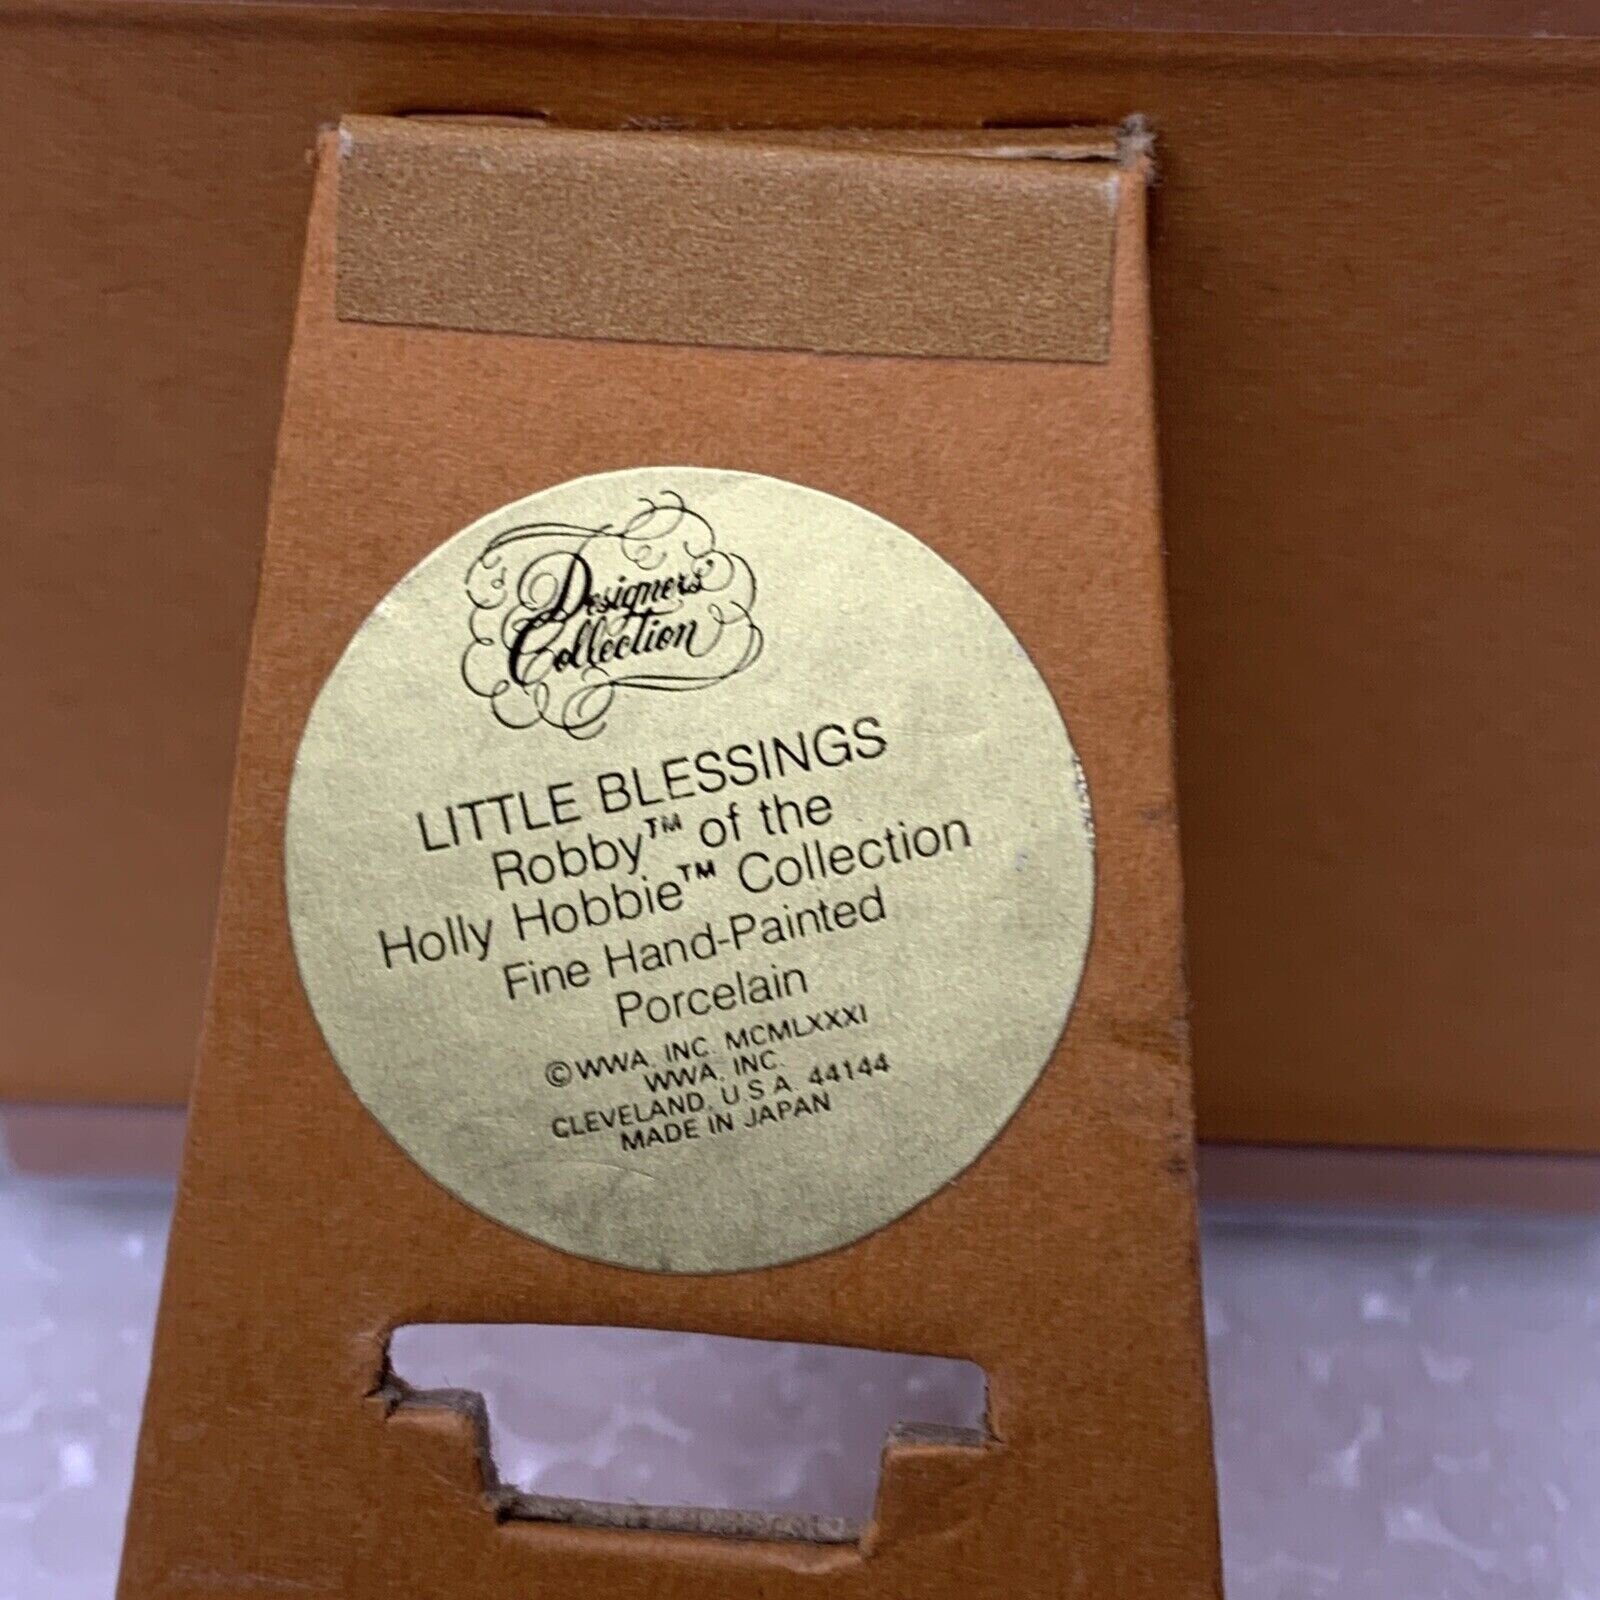 Designers'
Collection
LITTLE BLESSINGS
Robby™ of the
Holly Hobbie™ Collection
Fine Hand-Painted
Porcelain
©WWA, INC. MCMLXXXI
WWA, INC.
CLEVELAND, U.S.A. 44144
MADE IN JAPAN